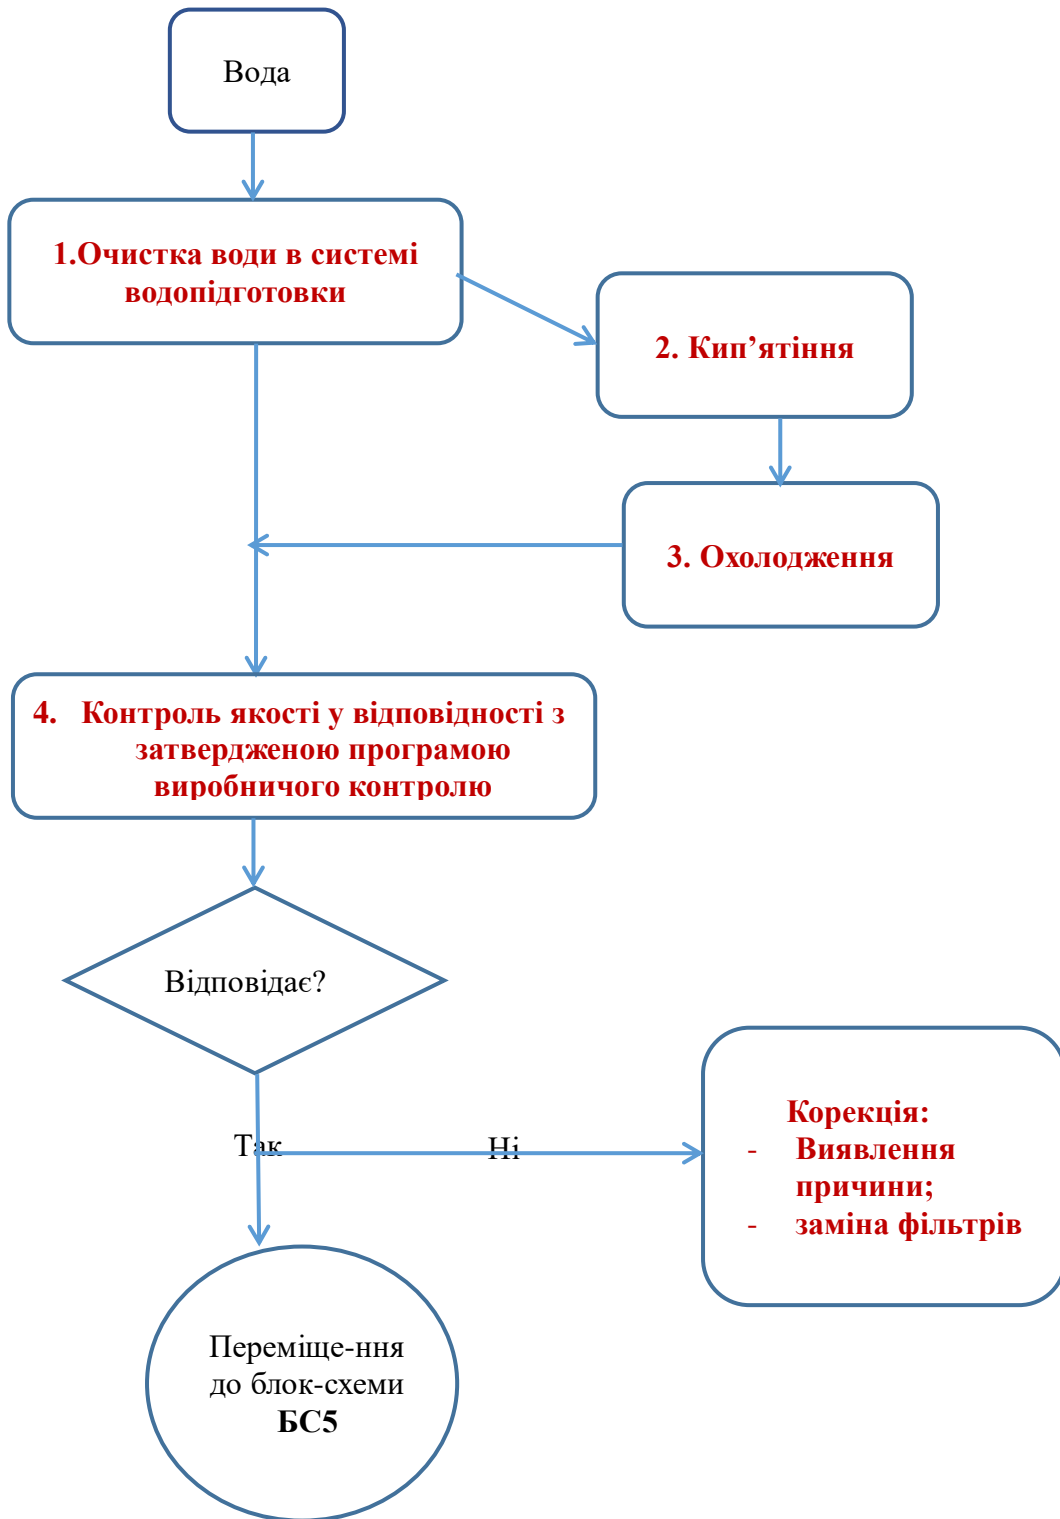 Вода
1.Очистка води в системі
водопідготовки
2. Кип’ятіння
3. Охолодження
4. Контроль якості у відповідності з
затвердженою програмою
виробничого контролю
Відповідає?
Так
Ні
Корекція:
- Виявлення
причини;
- заміна фільтрів
Переміще-ння
до блок-схеми
БС5